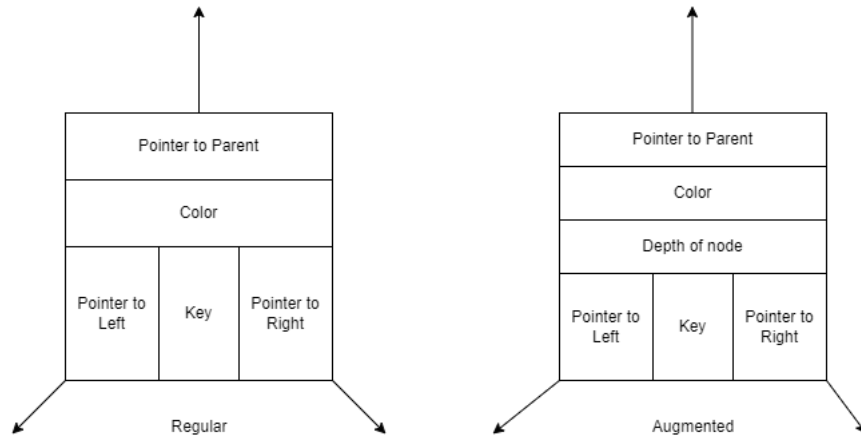 Pointer to Parent
Color
Pointer to
Left
Key
Pointer to
Right
Regular
Pointer to Parent
Color
Depth of node
Pointer to
Left
Key
Pointer to
Right
Augmented